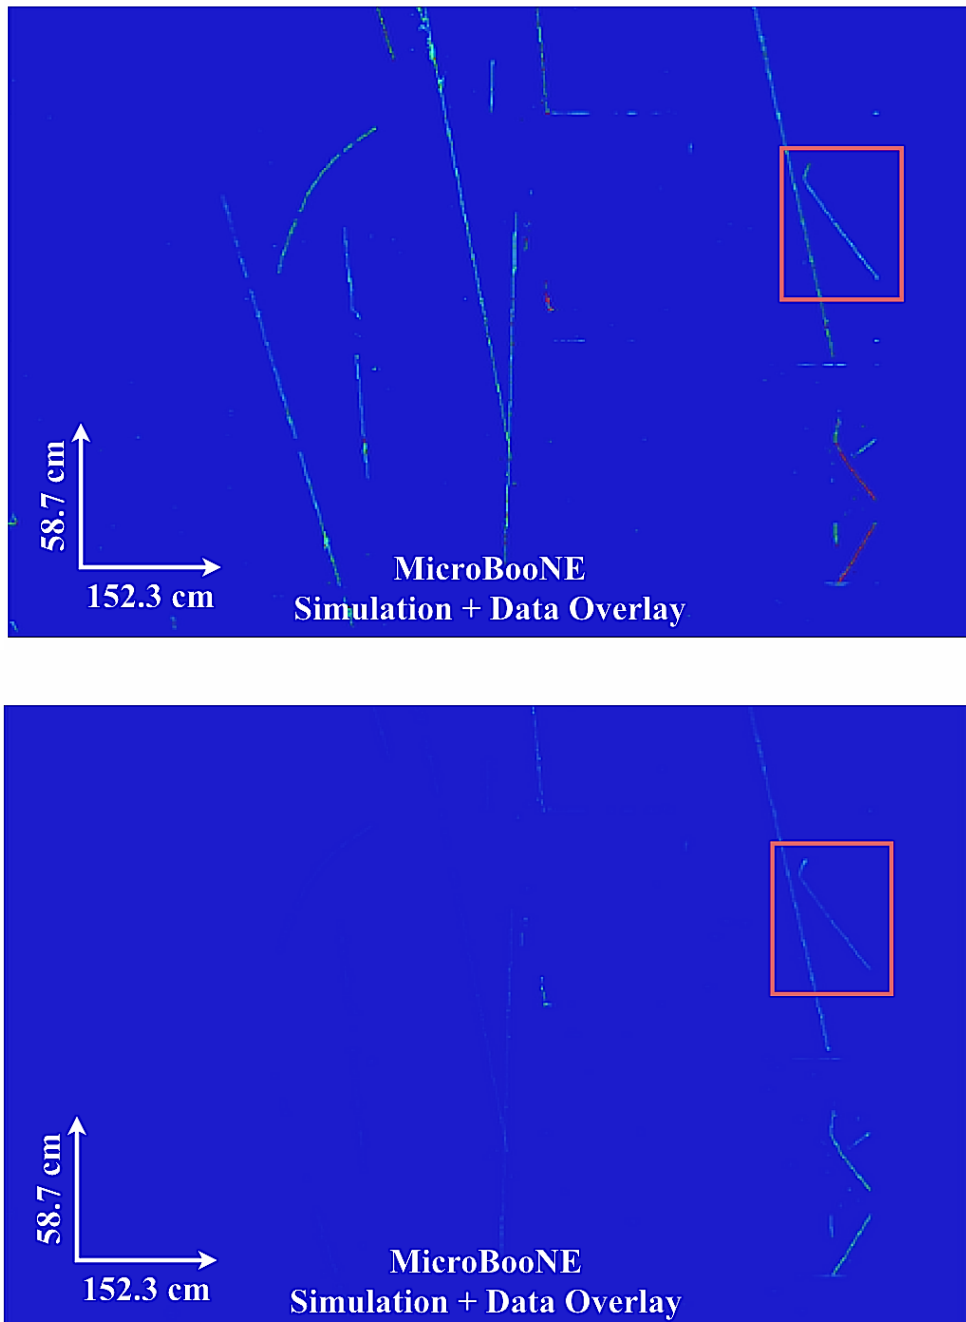 58.7 cm
152.3 cm
MicroBooNE
Simulation + Data Overlay
58.7 cm
152.3 cm
MicroBooNE
Simulation + Data Overlay